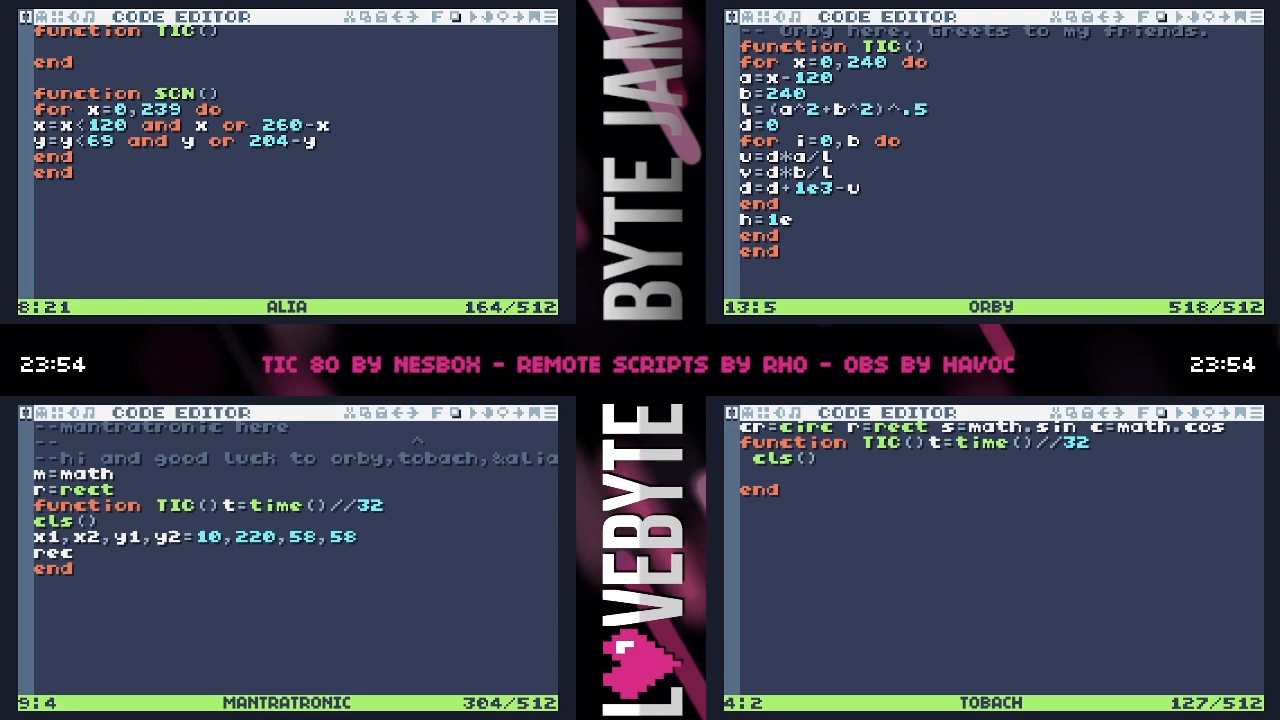 CODE EDITOR
function TIC()
end
function SCN()
for x=0,239 do
x=x<120 and x or 260-x
y=y<69 and y or 204-y
end
end
8:21 ALIA 164/512
BYTE JAM
CODE EDITOR
-- Orby here. Greets to my friends.
function TIC()
for x=0,240 do
a=x-120
b=240
l=(a^2+b^2)^.5
d=0
for i=0,b do
u=d*a/l
v=d*b/l
d=d+1e3-u
end
h=1e
end
end
13:5 ORBY 518/512
23:54 TIC 80 BY NESBOX - REMOTE SCRIPTS BY RHO - OBS BY HAVOC 23:54
CODE EDITOR
--mantratronic here
-- ^
--hi and good luck to orby,tobach,&alia
m=math
r=rect
function TIC()t=time()//32
cls()
x1,x2,y1,y2=10,220,58,58
rec
end
9:4 MANTRATRONIC 304/512
L VEBYTE
CODE EDITOR
cr=circ r=rect s=math.sin c=math.cos
function TIC()t=time()//32
cls()
end
4:2 TOBACH 127/512